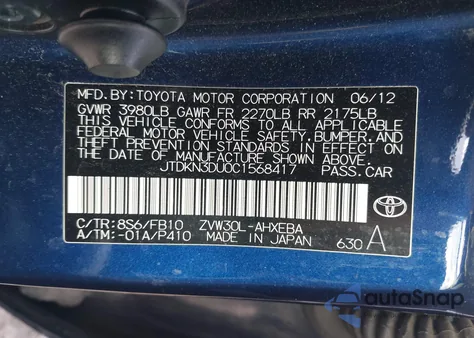 MFD.BY:TOYOTA MOTOR CORPORATION 06/12
GVWR 3980LB GAWR FR 2270LB RR 2175LB
THIS VEHICLE CONFORMS TO ALL APPLICABLE
FEDERAL MOTOR VEHICLE SAFETY,BUMPER,AND
THEFT PREVENTION STANDARDS IN EFFECT ON
THE DATE OF MANUFACTURE SHOWN ABOVE.
JTDKN3DU0C1568417 PASS.CAR
C/TR:8S6/FB10 ZVW30L-AHXEBA
A/TM:-01A/P410 MADE IN JAPAN 630 A
autoSnap